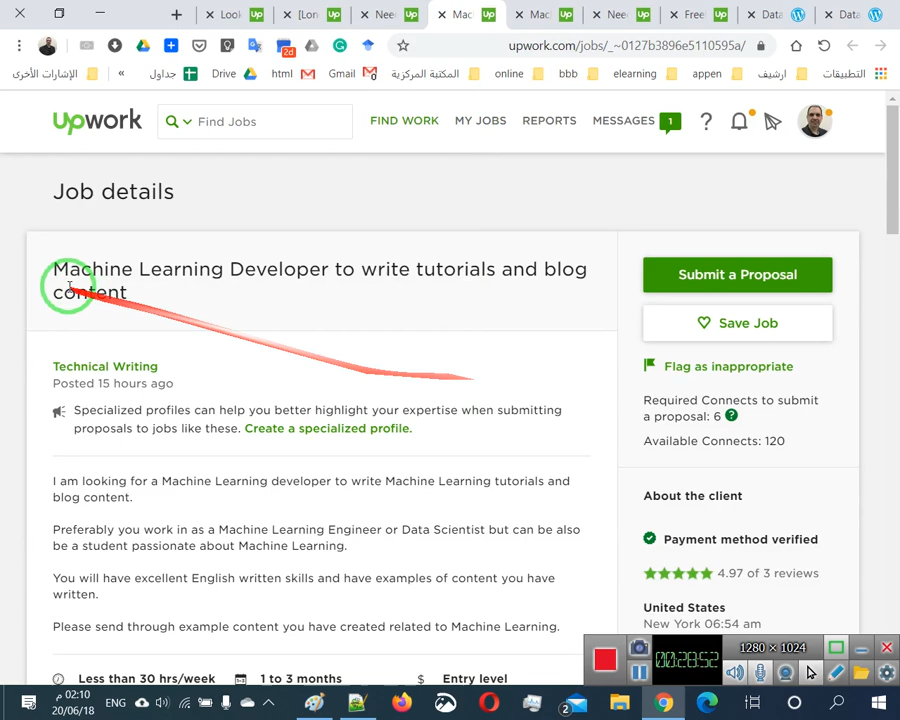 Look
[Lon
Nee
Mac
Mac
Nee
Free
Data
Data
upwork.com/jobs/_~0127b3896e5110595a/
2d
الإشارات الأخرى
»
جداول
Drive
html
Gmail
المكتبة المركزية
online
bbb
elearning
appen
ارشيف
التطبيقات
upwork
Find Jobs
FIND WORK
MY JOBS
REPORTS
MESSAGES 1
?
Job details
Machine Learning Developer to write tutorials and blog
content
Technical Writing
Posted 15 hours ago
Specialized profiles can help you better highlight your expertise when submitting
proposals to jobs like these. Create a specialized profile.
I am looking for a Machine Learning developer to write Machine Learning tutorials and
blog content.
Preferably you work in as a Machine Learning Engineer or Data Scientist but can be also
be a student passionate about Machine Learning.
You will have excellent English written skills and have examples of content you have
written.
Please send through example content you have created related to Machine Learning.
Less than 30 hrs/week
1 to 3 months
$ Entry level
Submit a Proposal
Save Job
Flag as inappropriate
Required Connects to submit
a proposal: 6
Available Connects: 120
About the client
Payment method verified
4.97 of 3 reviews
United States
New York 06:54 am
1280 × 1024
00:28:52
02:10 م
20/06/18
ENG
2